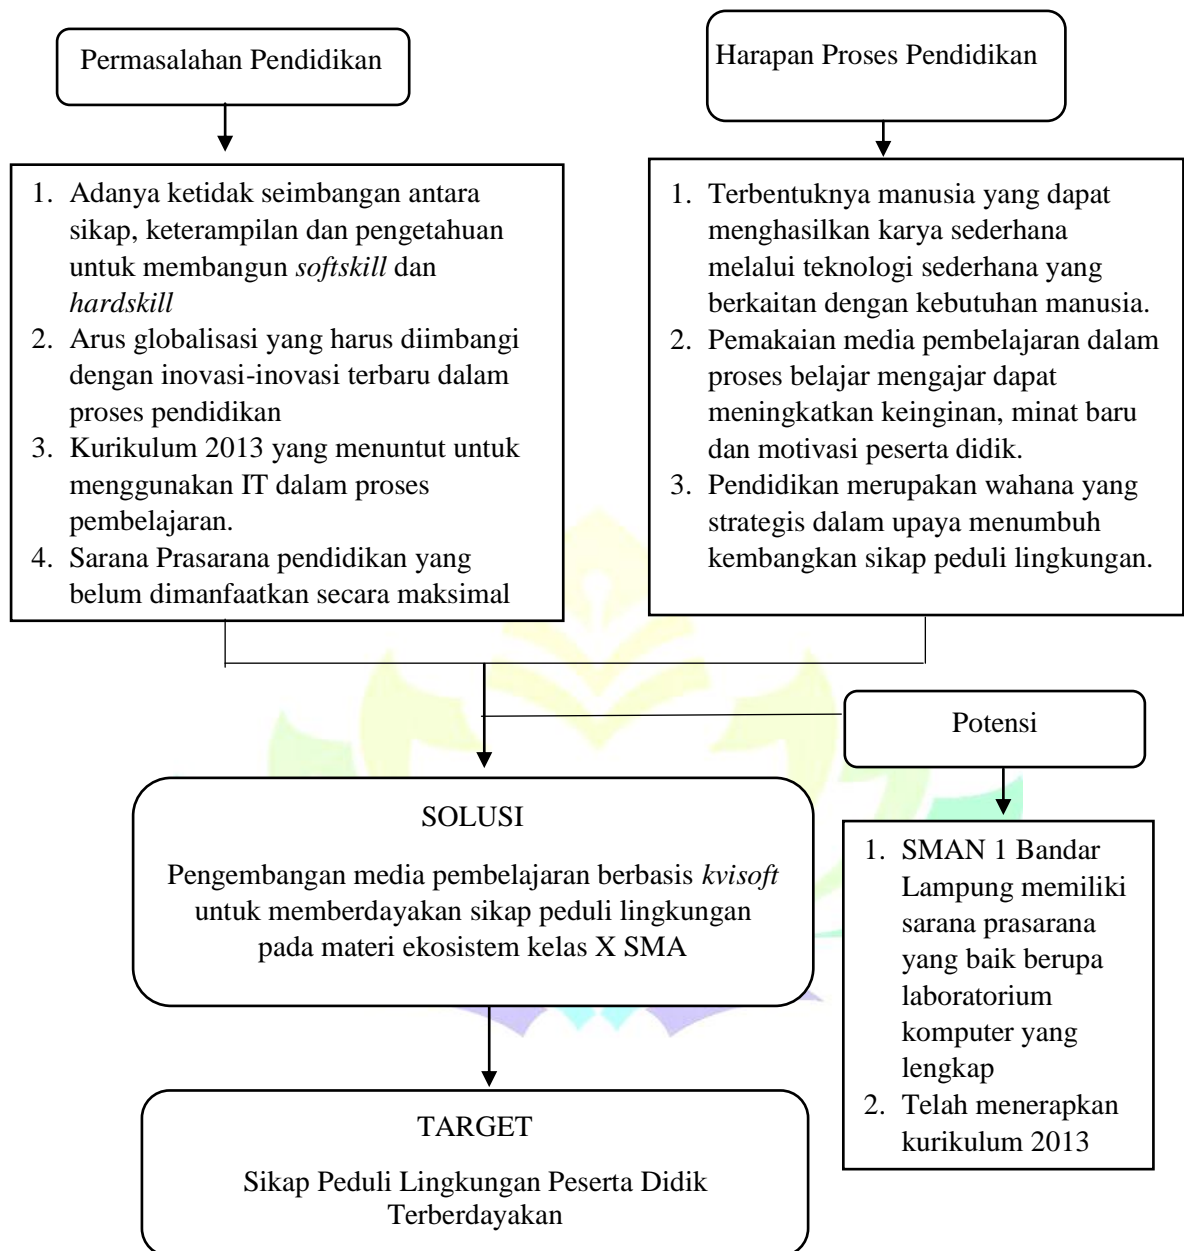 Permasalahan Pendidikan
Harapan Proses Pendidikan
1. Adanya ketidak seimbangan antara
sikap, keterampilan dan pengetahuan
untuk membangun softskill dan
hardskill
2. Arus globalisasi yang harus diimbangi
dengan inovasi-inovasi terbaru dalam
proses pendidikan
3. Kurikulum 2013 yang menuntut untuk
menggunakan IT dalam proses
pembelajaran.
4. Sarana Prasarana pendidikan yang
belum dimanfaatkan secara maksimal
1. Terbentuknya manusia yang dapat
menghasilkan karya sederhana
melalui teknologi sederhana yang
berkaitan dengan kebutuhan manusia.
2. Pemakaian media pembelajaran dalam
proses belajar mengajar dapat
meningkatkan keinginan, minat baru
dan motivasi peserta didik.
3. Pendidikan merupakan wahana yang
strategis dalam upaya menumbuh
kembangkan sikap peduli lingkungan.
Potensi
SOLUSI
Pengembangan media pembelajaran berbasis kvisoft
untuk memberdayakan sikap peduli lingkungan
pada materi ekosistem kelas X SMA
1. SMAN 1 Bandar
Lampung memiliki
sarana prasarana
yang baik berupa
laboratorium
komputer yang
lengkap
2. Telah menerapkan
kurikulum 2013
TARGET
Sikap Peduli Lingkungan Peserta Didik
Terberdayakan